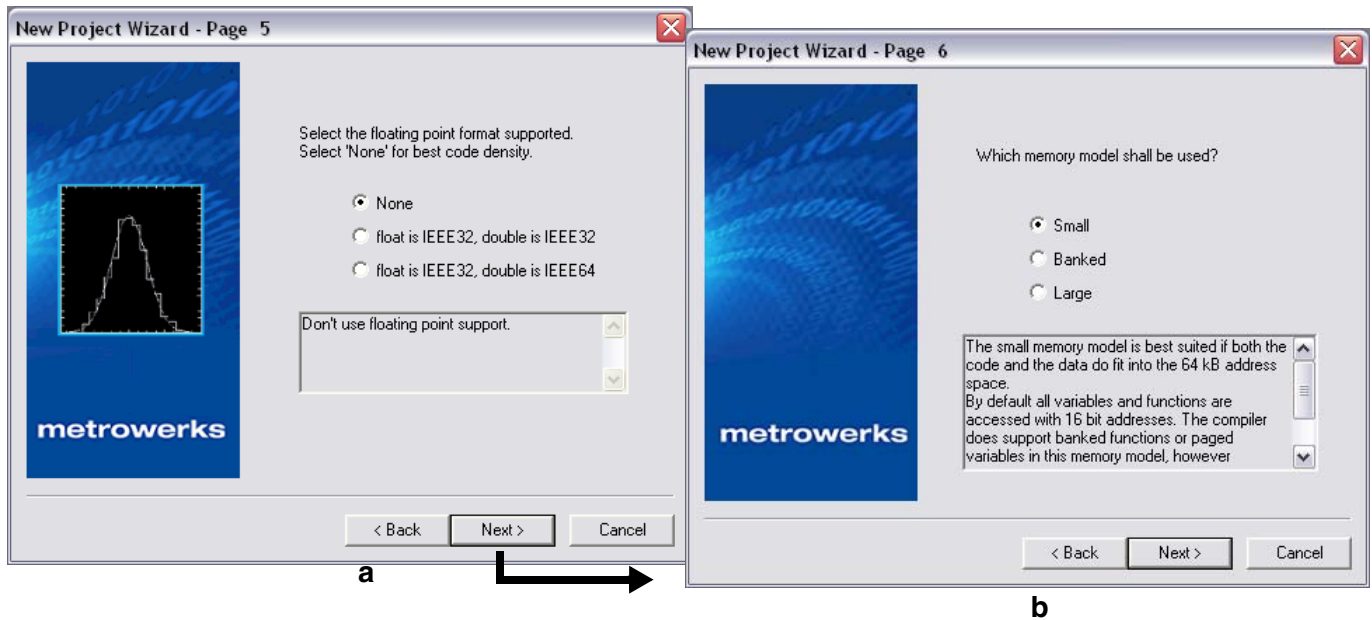 New Project Wizard - Page 5
Select the floating point format supported.
Select 'None' for best code density.
None
float is IEEE32, double is IEEE32
float is IEEE32, double is IEEE64
Don't use floating point support.
metrowerks
< Back
Next >
Cancel
a
New Project Wizard - Page 6
Which memory model shall be used?
Small
Banked
Large
The small memory model is best suited if both the
code and the data do fit into the 64 kB address
space.
By default all variables and functions are
accessed with 16 bit addresses. The compiler
does support banked functions or paged
variables in this memory model, however
metrowerks
< Back
Next >
Cancel
b